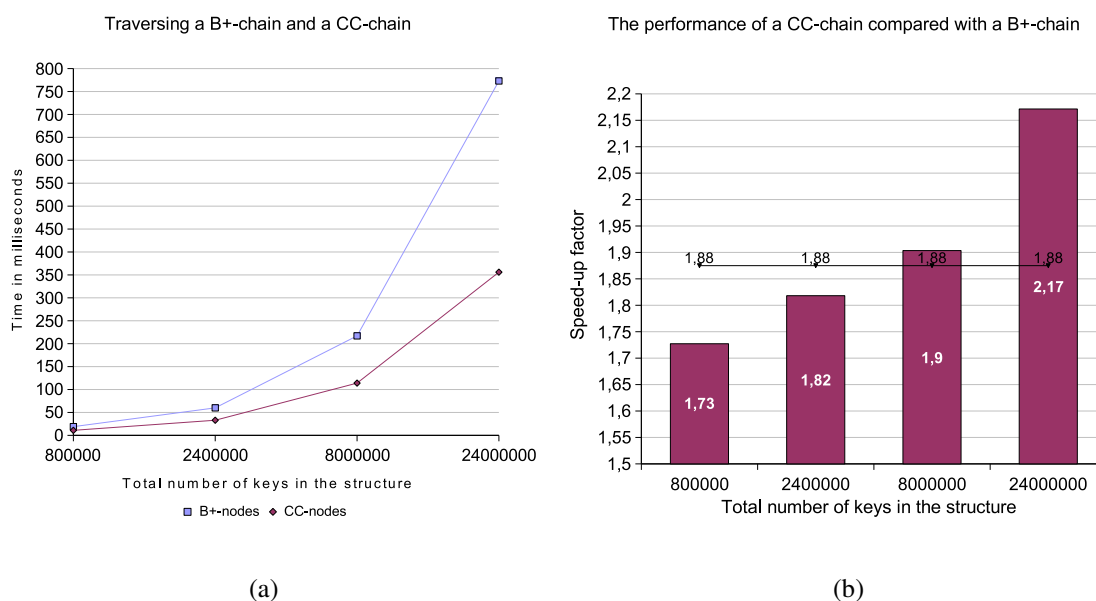 Traversing a B+-chain and a CC-chain
800
750
700
650
600
550
500
450
400
350
300
250
200
150
100
50
0
Time in milliseconds
800000 2400000 8000000 24000000
Total number of keys in the structure
B+-nodes CC-nodes
(a)
The performance of a CC-chain compared with a B+-chain
2,2
2,15
2,1
2,05
2
1,95
1,9
1,85
1,8
1,75
1,7
1,65
1,6
1,55
1,5
Speed-up factor
1,88 1,88 1,88 1,88
1,73 1,82 1,9 2,17
800000 2400000 8000000 24000000
Total number of keys in the structure
(b)